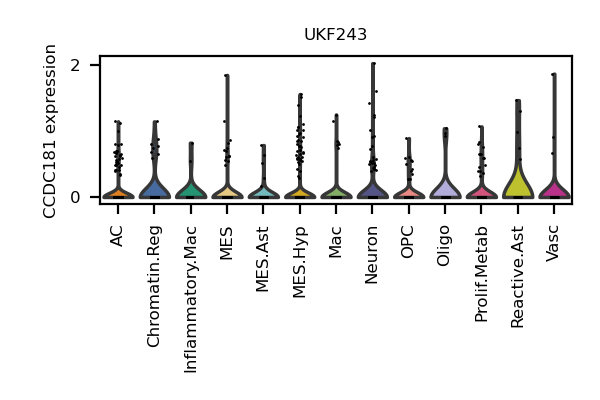 UKF243
CCDC181 expression
2
0
AC
Chromatin.Reg
Inflammatory.Mac
MES
MES.Ast
MES.Hyp
Mac
Neuron
OPC
Oligo
Prolif.Metab
Reactive.Ast
Vasc